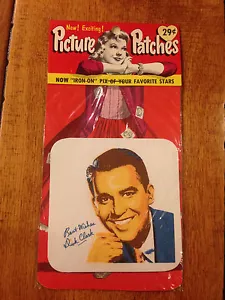 New! Exciting!
Picture Patches
29¢
NOW "IRON-ON" PIX OF YOUR FAVORITE STARS
Best Wishes
Dick Clark